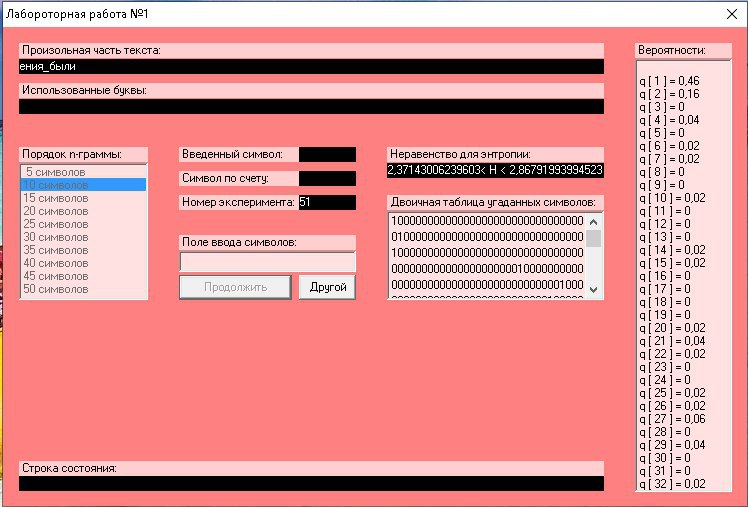 Лабороторная работа №1
Произольная часть текста:
ения_были
Использованные буквы:
Порядок n-граммы:
5 символов
10 символов
15 символов
20 символов
25 символов
30 символов
35 символов
40 символов
45 символов
50 символов
Введенный символ:
Символ по счету:
Номер эксперимента: 51
Поле ввода символов:
Продолжить
Другой
Неравенство для энтропии:
2,37143006239603< H < 2,86791993994523
Двоичная таблица угаданных символов:
10000000000000000000000000000000
01000000000000000000000000000000
10000000000000000000000000000000
00000000000000000000100000000000
00000000000000000000000000001000
Строка состояния:
Вероятности:
q [ 1 ] = 0,46
q [ 2 ] = 0,16
q [ 3 ] = 0
q [ 4 ] = 0,04
q [ 5 ] = 0
q [ 6 ] = 0,02
q [ 7 ] = 0,02
q [ 8 ] = 0
q [ 9 ] = 0
q [ 10 ] = 0,02
q [ 11 ] = 0
q [ 12 ] = 0
q [ 13 ] = 0
q [ 14 ] = 0,02
q [ 15 ] = 0,02
q [ 16 ] = 0
q [ 17 ] = 0
q [ 18 ] = 0
q [ 19 ] = 0
q [ 20 ] = 0,02
q [ 21 ] = 0,04
q [ 22 ] = 0,02
q [ 23 ] = 0
q [ 24 ] = 0
q [ 25 ] = 0,02
q [ 26 ] = 0,02
q [ 27 ] = 0,06
q [ 28 ] = 0
q [ 29 ] = 0,04
q [ 30 ] = 0
q [ 31 ] = 0
q [ 32 ] = 0,02